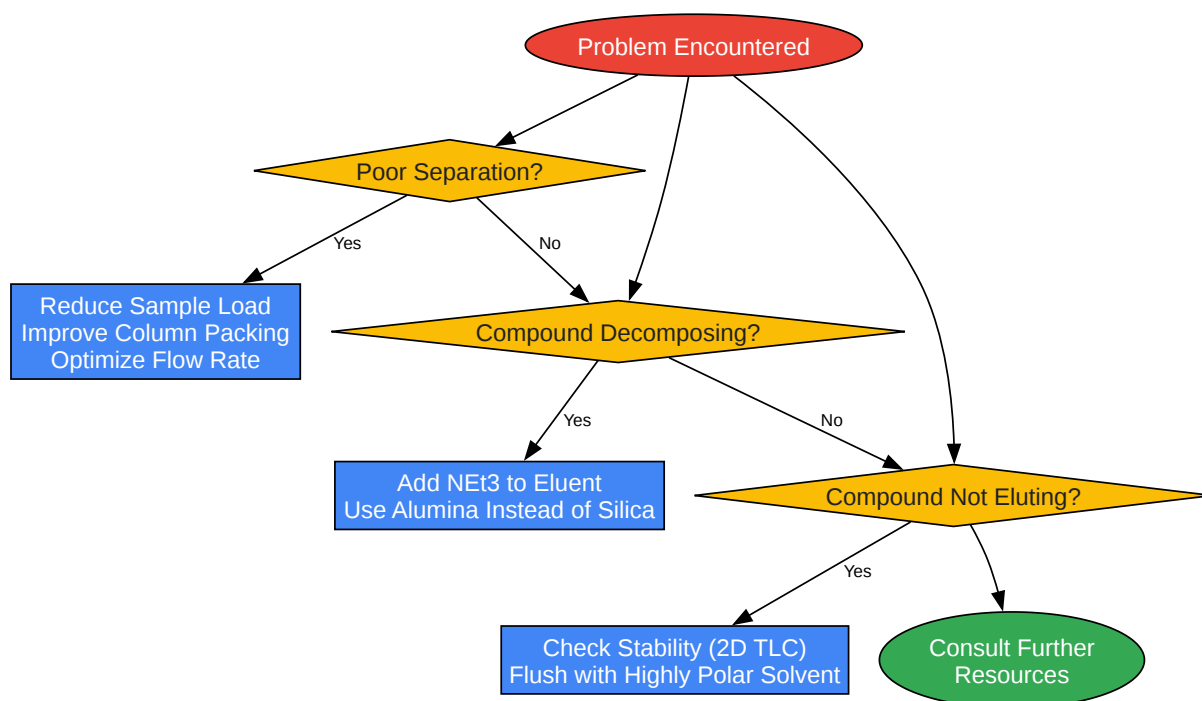 Problem Encountered
Poor Separation?
Yes
No
Reduce Sample Load
Improve Column Packing
Optimize Flow Rate
Compound Decomposing?
Yes
No
Add NEt3 to Eluent
Use Alumina Instead of Silica
Compound Not Eluting?
Yes
Check Stability (2D TLC)
Flush with Highly Polar Solvent
Consult Further
Resources